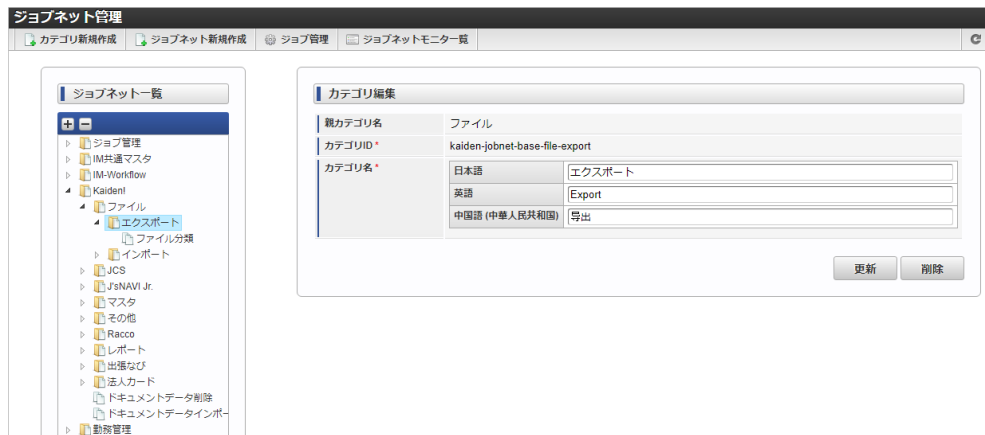 ジョブネット管理
カテゴリ新規作成 ジョブネット新規作成 ジョブ管理 ジョブネットモニター覧
ジョブネット一覧
ジョブ管理
IM共通マスタ
IM-Workflow
Kaiden!
ファイル
エクスポート
ファイル分類
インポート
JCS
J'sNAVI Jr.
マスタ
その他
Racco
レポート
出張なび
法人カード
ドキュメントデータ削除
ドキュメントデータインポー
勤務管理
カテゴリ編集
親カテゴリ名 ファイル
カテゴリID * kaiden-jobnet-base-file-export
カテゴリ名 * 日本語 エクスポート
英語 Export
中国語 (中華人民共和国) 导出
更新 削除